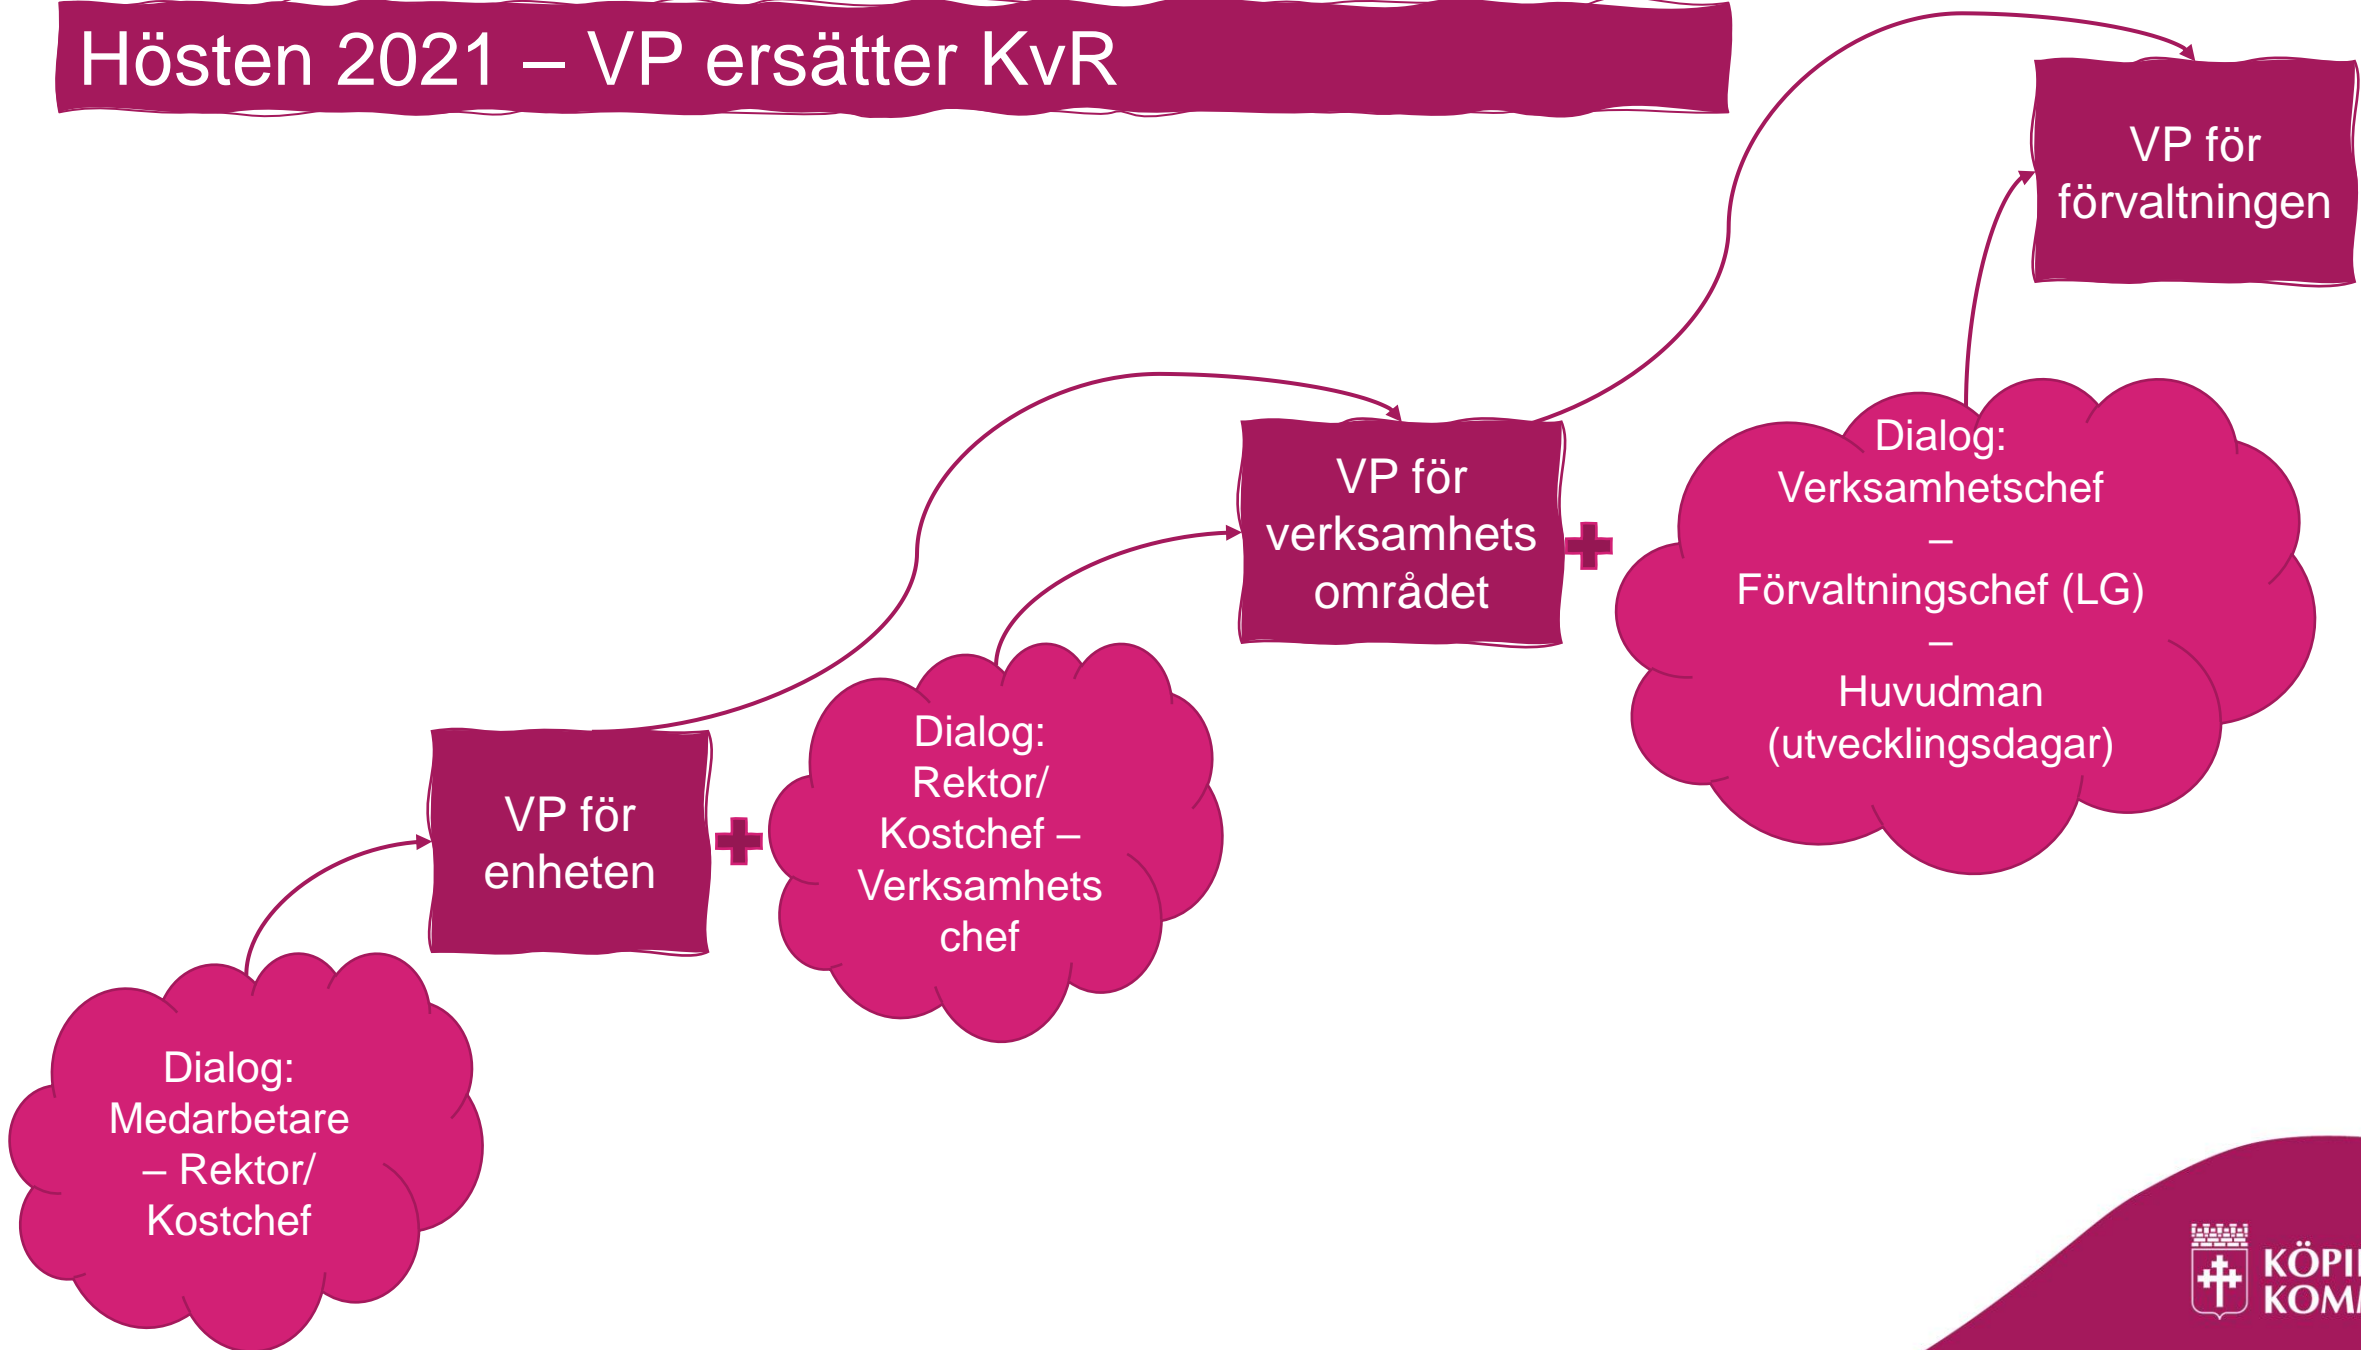 Hösten 2021 – VP ersätter KvR
VP för
förvaltningen
Dialog:
Verksamhetschef
–
Förvaltningschef (LG)
–
Huvudman
(utvecklingsdagar)
VP för
verksamhets
området
Dialog:
Rektor/
Kostchef –
Verksamhets
chef
VP för
enheten
Dialog:
Medarbetare
– Rektor/
Kostchef